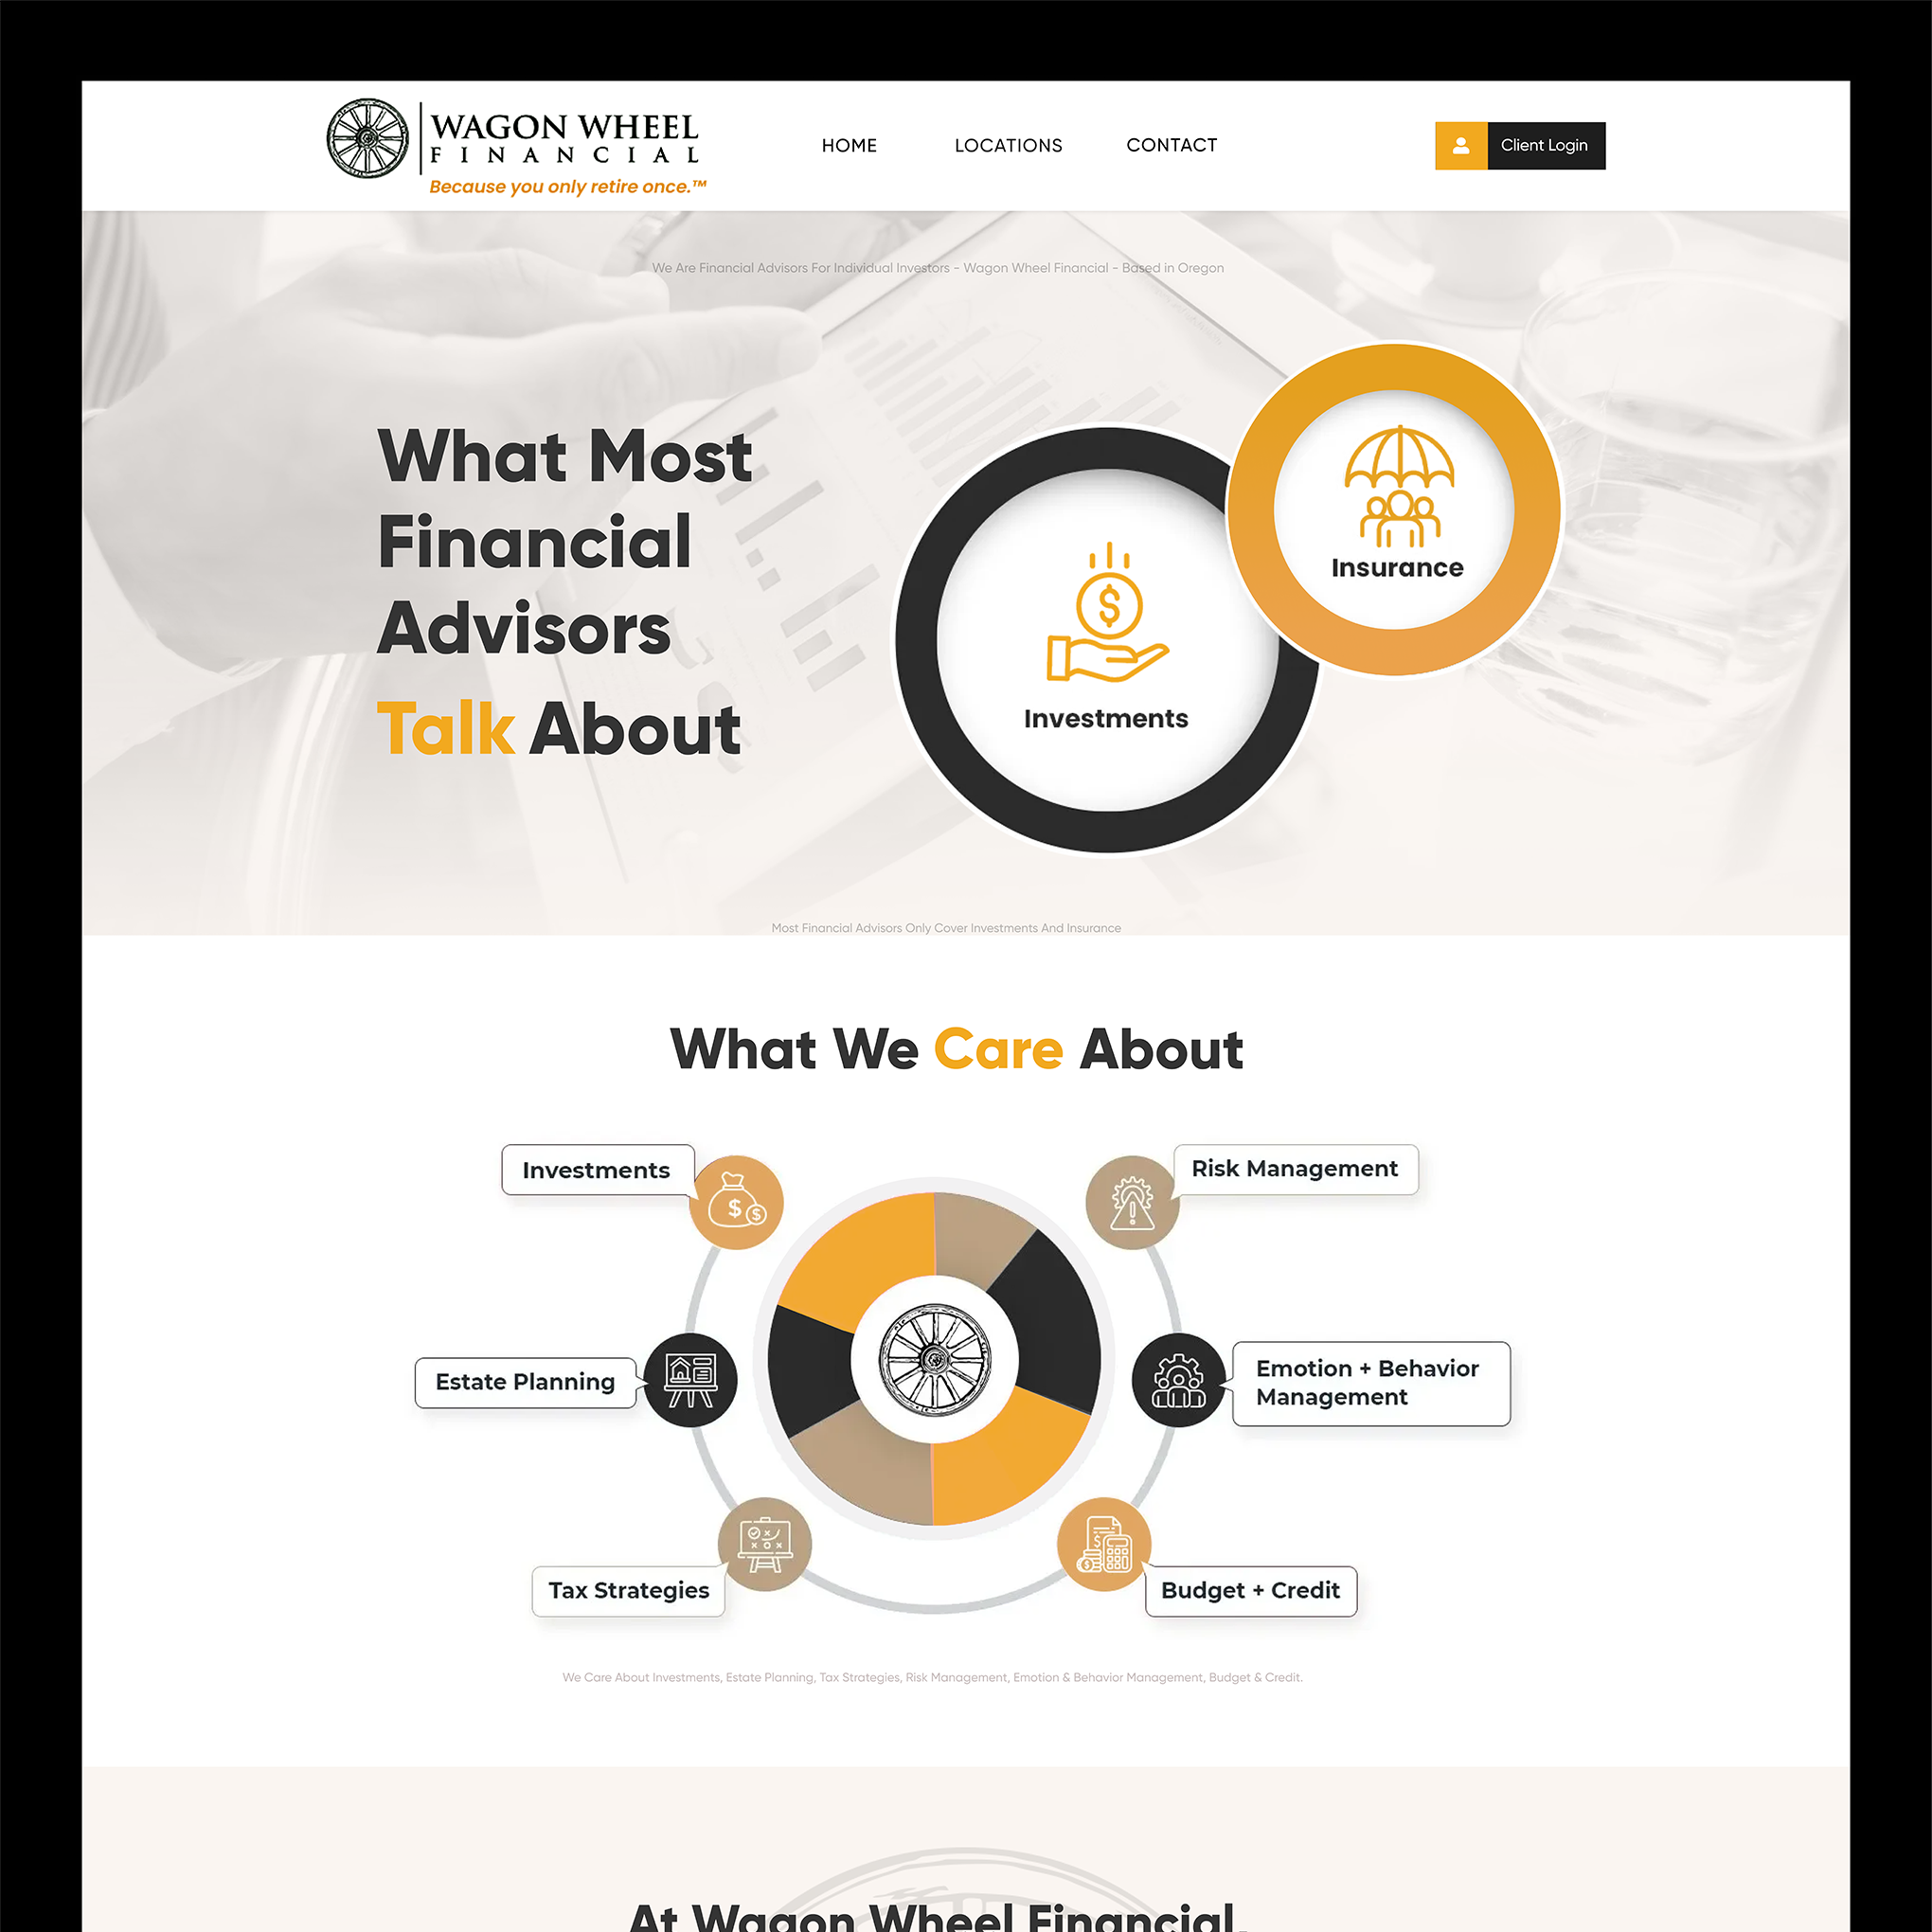 WAGON WHEEL
FINANCIAL
Because you only retire once.™
HOME
LOCATIONS
CONTACT
Client Login
We Are Financial Advisors For Individual Investors - Wagon Wheel Financial - Based in Oregon
What Most
Financial
Advisors
Talk About
Insurance
$
Investments
Most Financial Advisors Only Cover Investments And Insurance
What We Care About
Investments
$
$
Risk Management
Estate Planning
Emotion + Behavior
Management
Tax Strategies
$
$
Budget + Credit
We Care About Investments, Estate Planning, Tax Strategies, Risk Management, Emotion & Behavior Management, Budget & Credit.
At Wagon Wheel Financial,